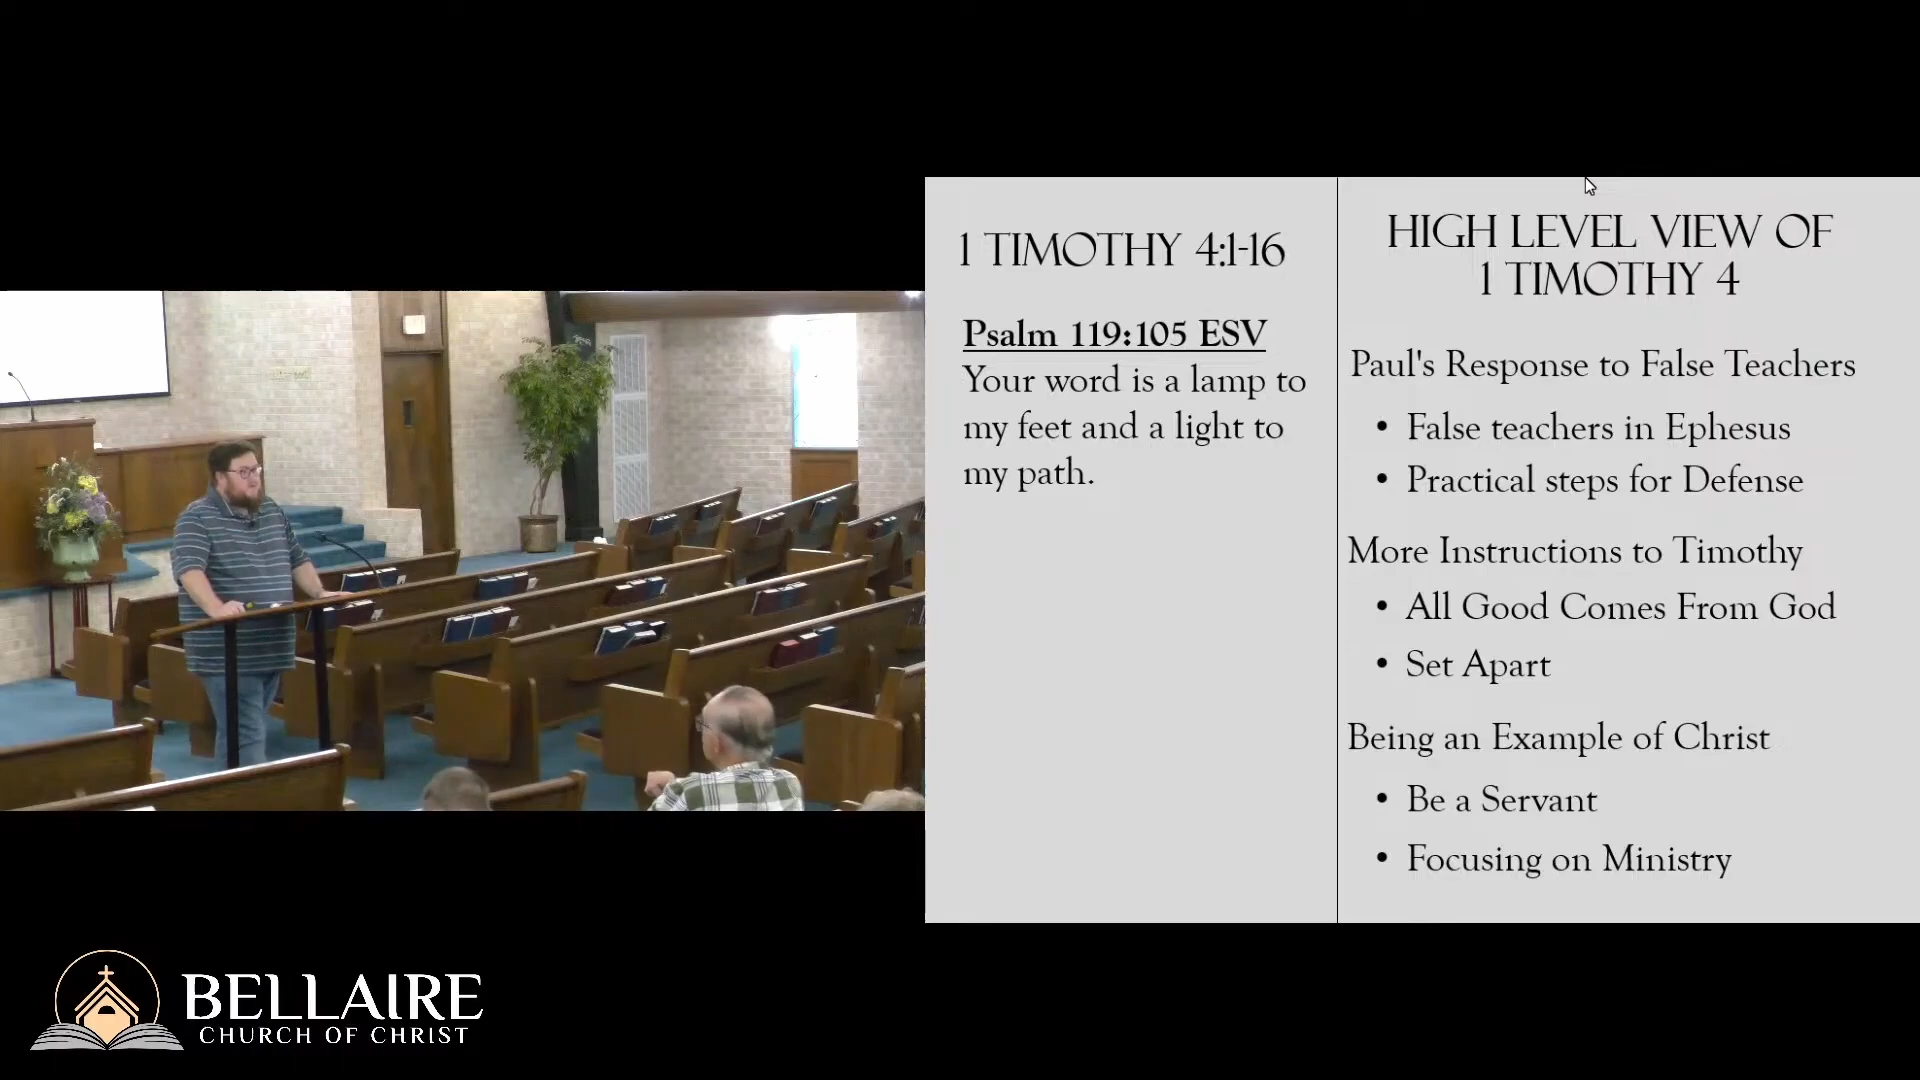 1 TIMOTHY 4:1-16
Psalm 119:105 ESV
Your word is a lamp to
my feet and a light to
my path.
HIGH LEVEL VIEW OF
1 TIMOTHY 4
Paul's Response to False Teachers
• False teachers in Ephesus
• Practical steps for Defense
More Instructions to Timothy
• All Good Comes From God
• Set Apart
Being an Example of Christ
• Be a Servant
• Focusing on Ministry
BELLAIRE
CHURCH OF CHRIST